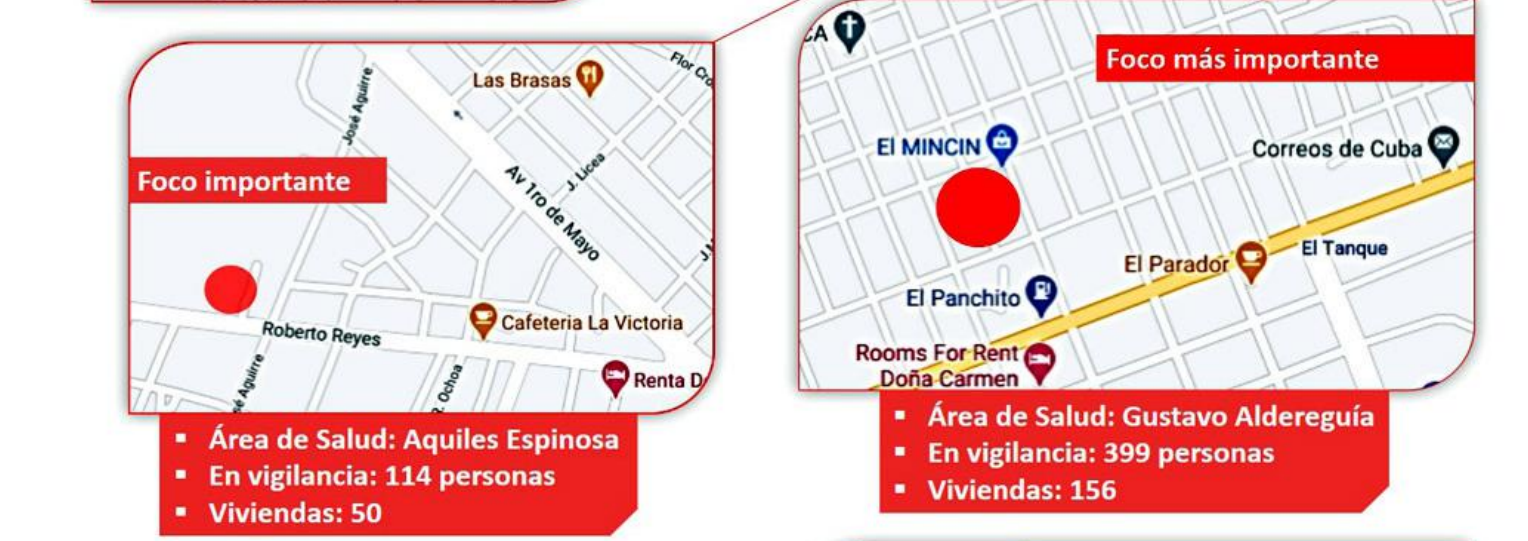 Las Brasas
Flor Cro
José Aguirre
Foco importante
J. Licea
Av 1ro de Mayo
Roberto Reyes
Cafeteria La Victoria
sé Aguirre
R. Ochoa
Renta D
▪ Área de Salud: Aquiles Espinosa
▪ En vigilancia: 114 personas
▪ Viviendas: 50
CA
Foco más importante
El MINCIN
Correos de Cuba
El Tanque
El Parador
El Panchito
Rooms For Rent
Doña Carmen
▪ Área de Salud: Gustavo Aldereguía
▪ En vigilancia: 399 personas
▪ Viviendas: 156